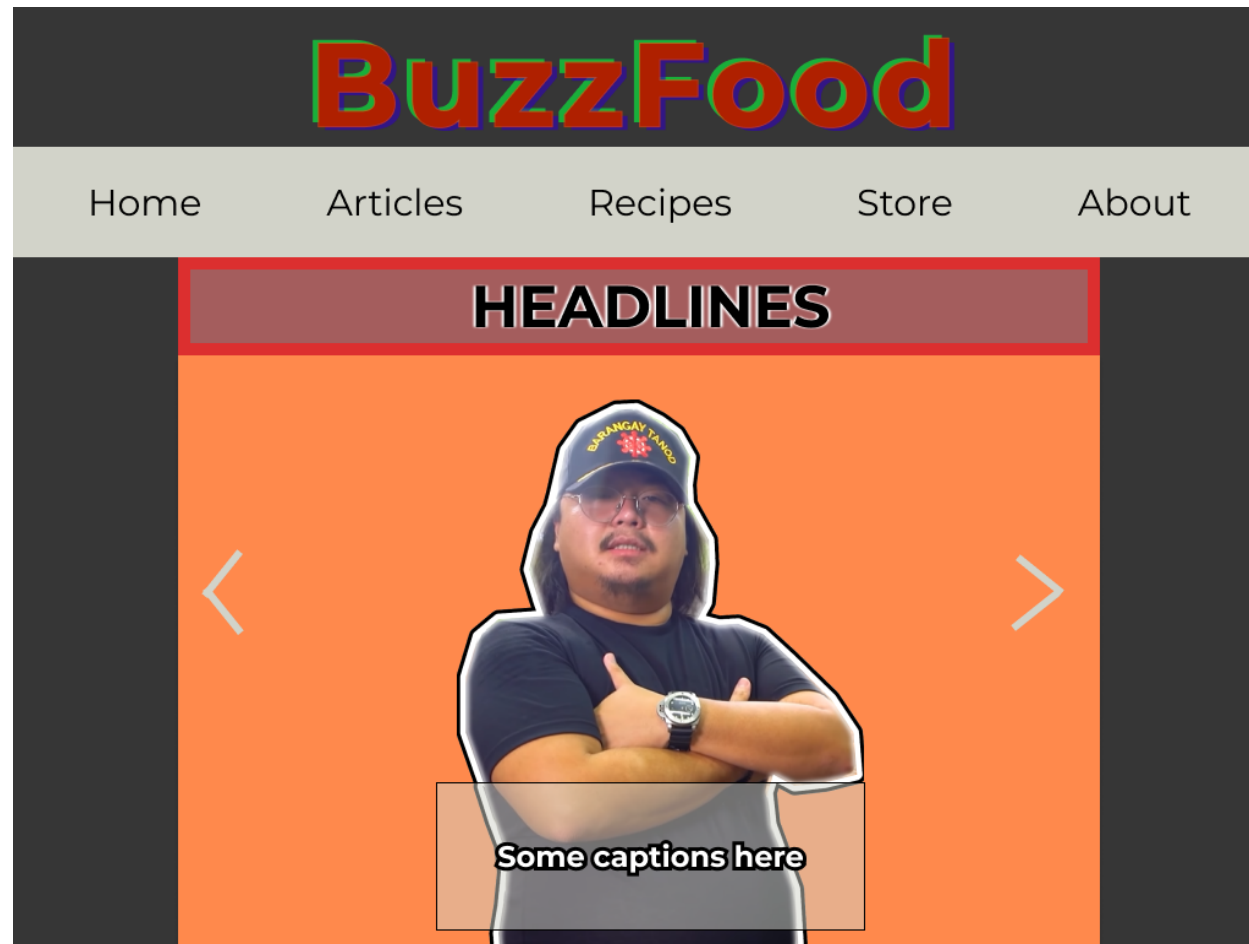 BuzzFood
Home Articles Recipes Store About
HEADLINES
BARANGAY TANOD
Some captions here